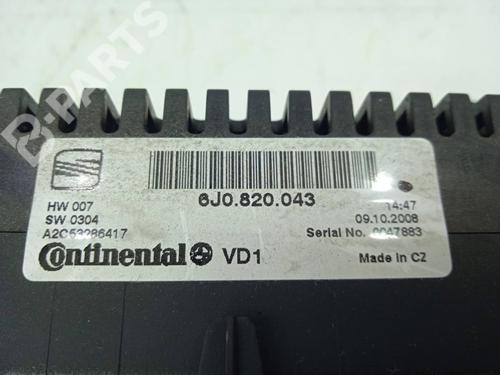 B-PARTS
6J0.820.043
HW 007
SW 0304
A2C53286417
14:47
09.10.2008
Serial No. 0047883
Continental VD1
Made in CZ